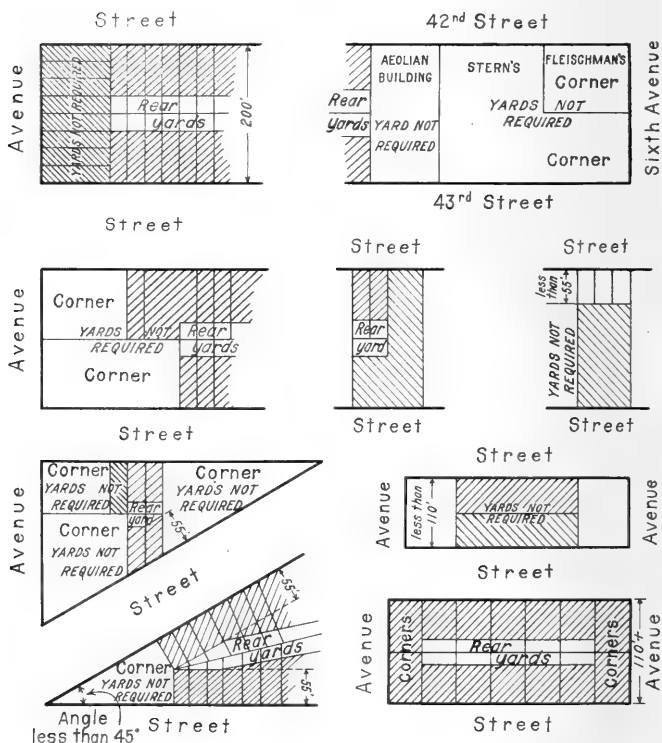 Street
Avenue
YARDS NOT REQUIRED
Rear
yards
200'
Street
42nd Street
Rear
yards
AEOLIAN
BUILDING
YARD NOT
REQUIRED
STERN'S
FLEISCHMAN'S
Corner
YARDS NOT
REQUIRED
Corner
Sixth Avenue
43rd Street
Avenue
Corner
YARDS NOT
REQUIRED
Corner
Rear
yards
Street
Street
Rear
yard
Street
Street
less
than
55'
YARDS NOT
REQUIRED
Street
Avenue
Corner
YARDS NOT
REQUIRED
Corner
YARDS NOT
REQUIRED
Rear
yard
Corner
YARDS NOT
REQUIRED
55'
Street
Avenue
less than
110'
YARDS NOT
REQUIRED
Avenue
Street
Corner
YARDS NOT
REQUIRED
Rear
yards
55'
55'
Angle
less than 45°
Street
Avenue
Corners
Rear
yards
Corners
110'+
Avenue
Street